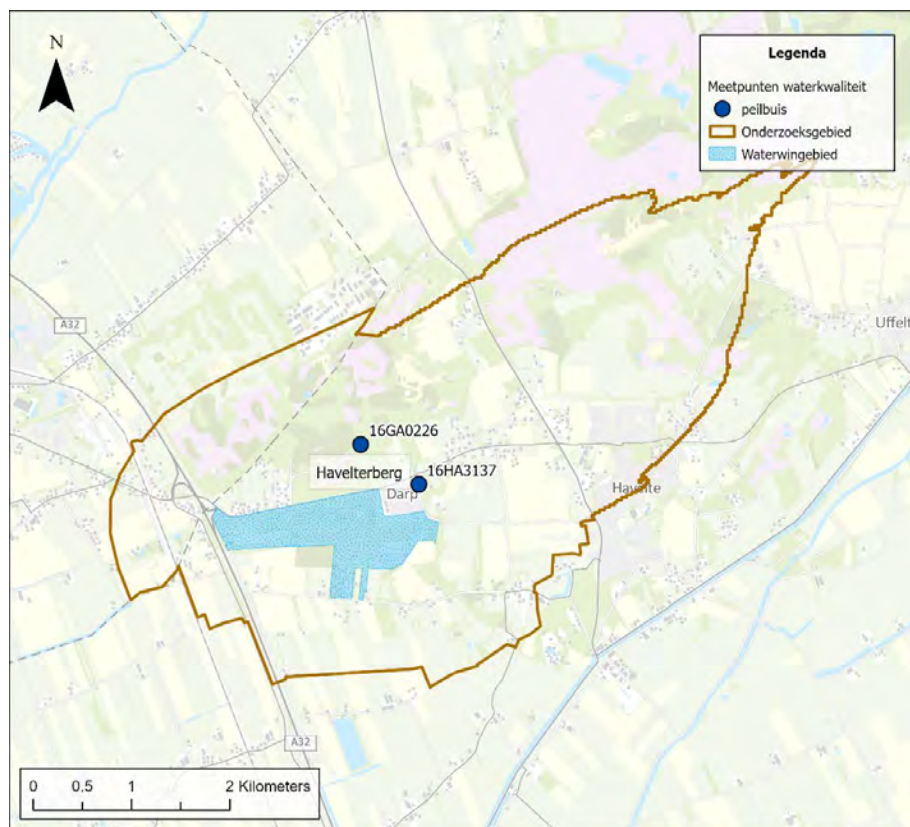 N
Legenda
Meetpunten waterkwaliteit
peilbuis
Onderzoeksgebied
Waterwingebied
A32
Uffelt
16GA0226
Havelterberg
16HA3137
Darp
Havelte
A32
0 0.5 1 2 Kilometers